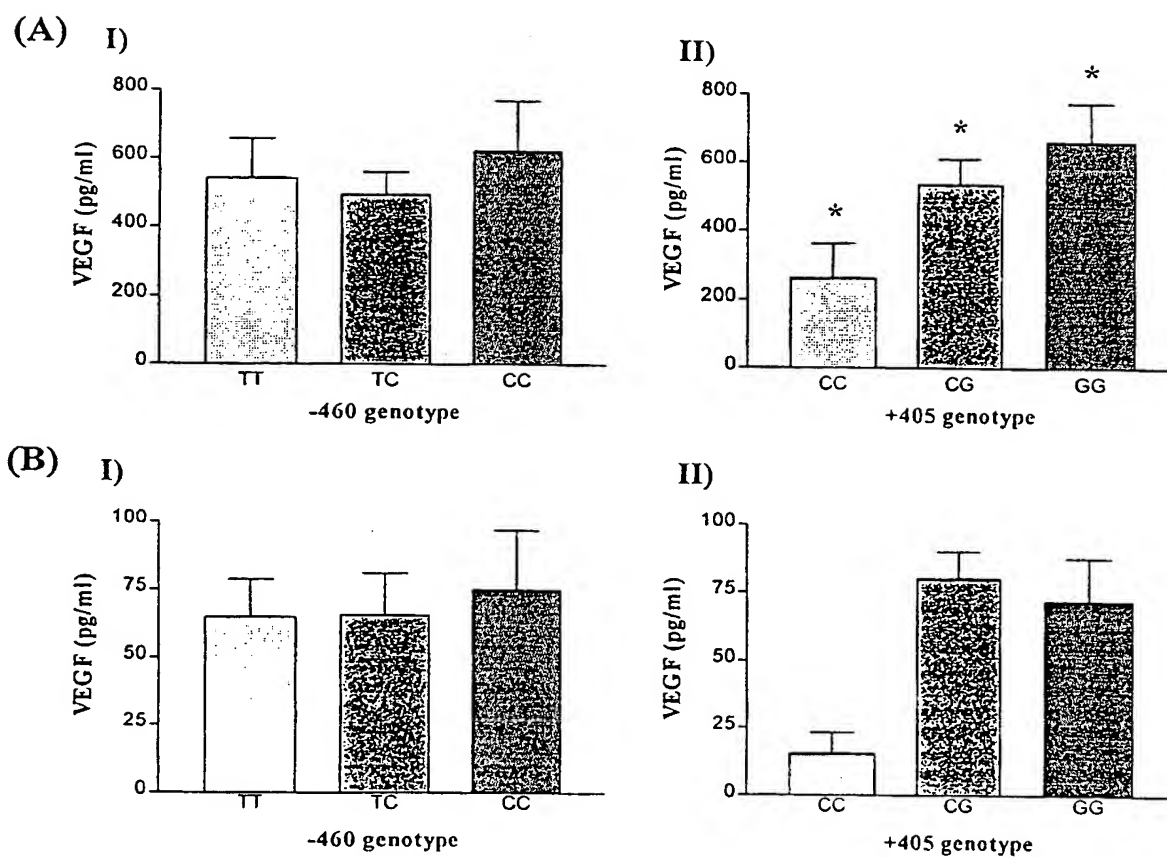 (A) I)
800
600
400
200
0
VEGF (pg/ml)
TT TC CC
-460 genotype
II)
800
600
400
200
0
VEGF (pg/ml)
* * *
CC CG GG
+405 genotype
(B) I)
100
75
50
25
0
VEGF (pg/ml)
TT TC CC
-460 genotype
II)
100
75
50
25
0
VEGF (pg/ml)
CC CG GG
+405 genotype